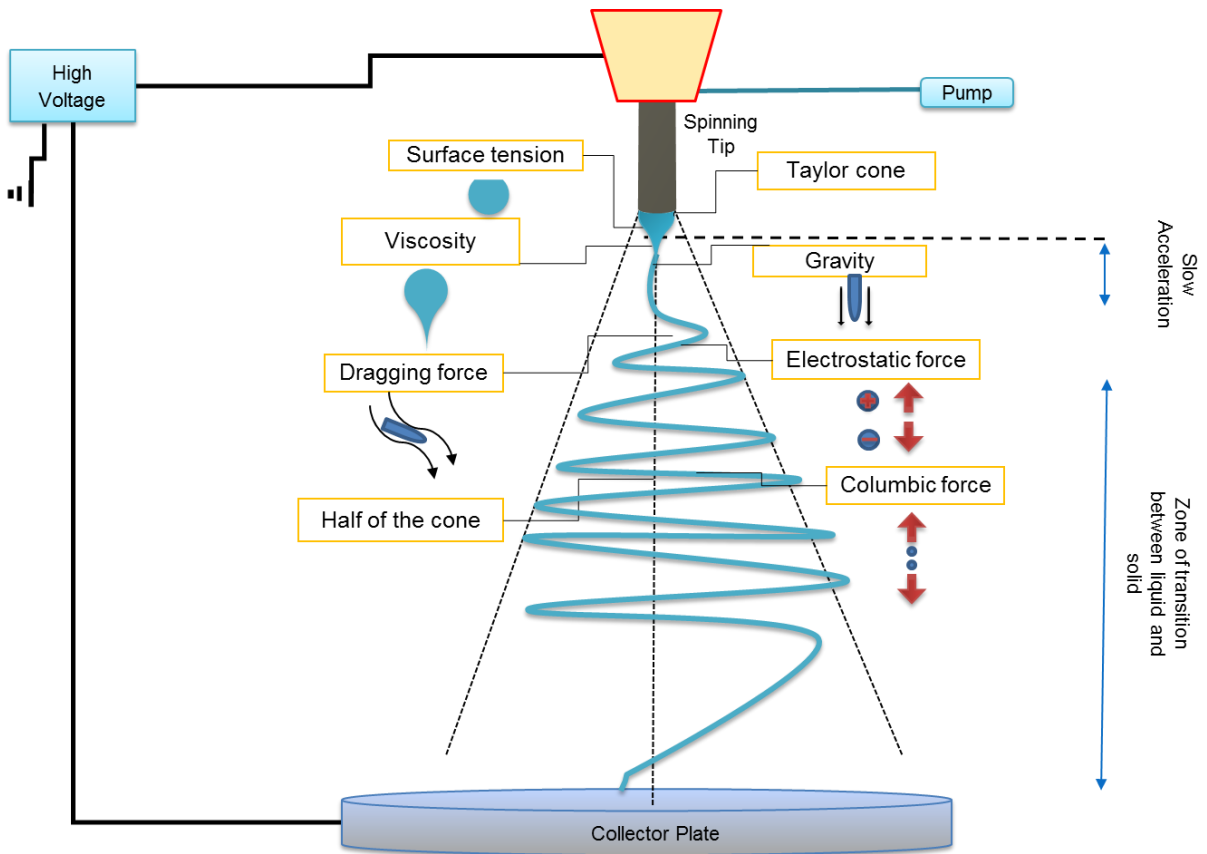 High
Voltage
Pump
Spinning
Tip
Surface tension
Taylor cone
Viscosity
Gravity
Slow
Acceleration
Dragging force
Electrostatic force
Columbic force
Half of the cone
Zone of transition
between liquid and
solid
Collector Plate